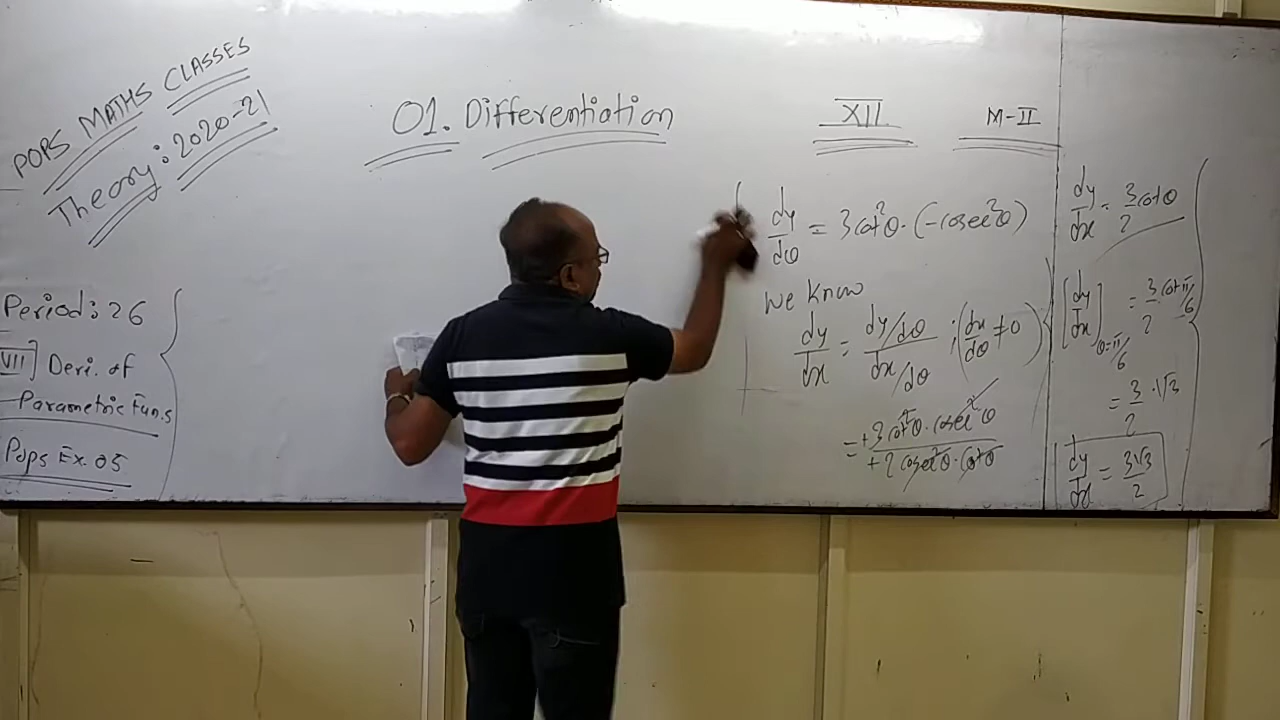 POPS MATHS CLASSES
Theory: 2020-21
01. Differentiation
XII
M-II
Period: 26
VII] Deri. of
Parametric Fun.s
Pops Ex. 05
dy/dθ = 3cot²θ·(-cosec²θ)
We know
dy/dx = (dy/dθ)/(dx/dθ) ; (dx/dθ ≠ 0)
= (+3cot²θ·cosec²θ)/(+2cosec²θ·cotθ)
dy/dx = 3/2 cotθ
[dy/dx]θ=π/6 = 3/2 cot π/6
= 3/2 · √3
dy/dx = 3√3/2